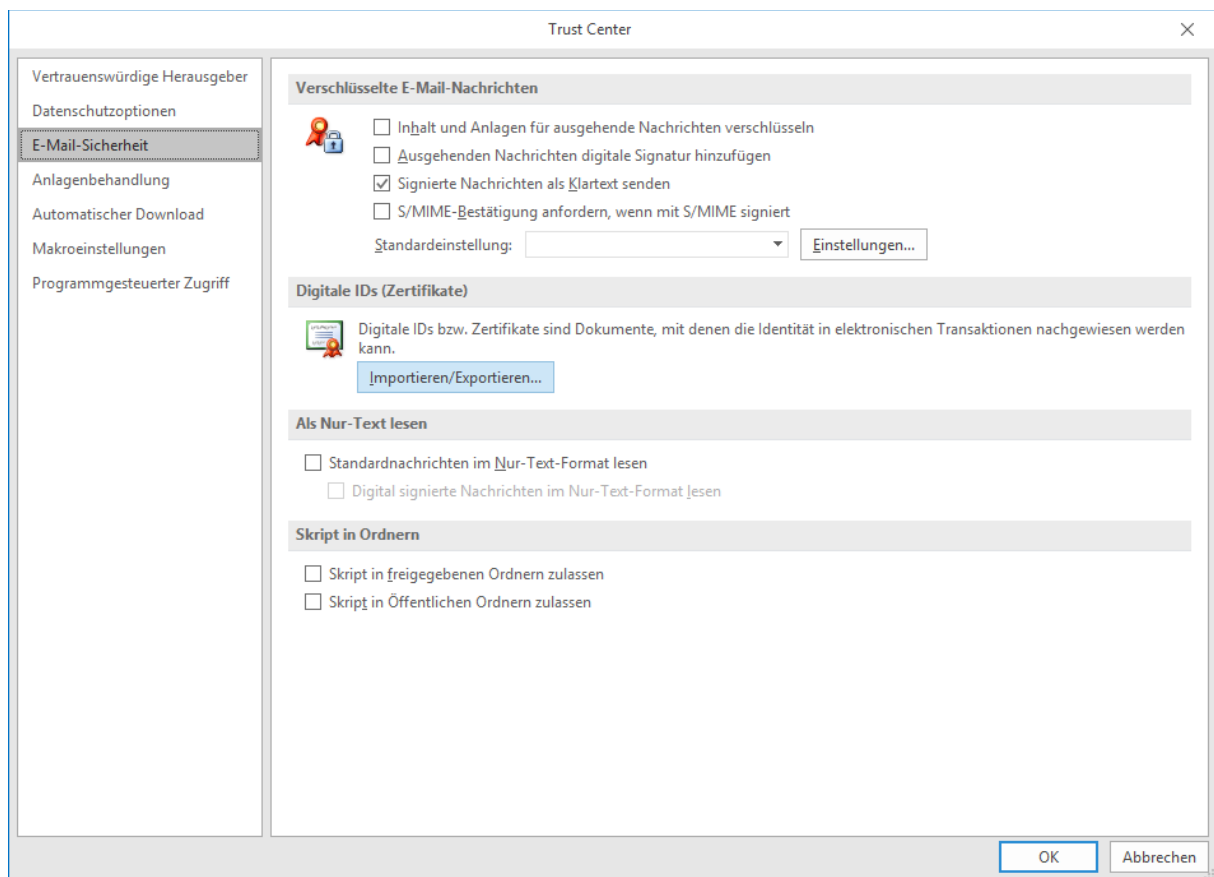 Trust Center
Vertrauenswürdige Herausgeber
Datenschutzoptionen
E-Mail-Sicherheit
Anlagenbehandlung
Automatischer Download
Makroeinstellungen
Programmgesteuerter Zugriff
Verschlüsselte E-Mail-Nachrichten
Inhalt und Anlagen für ausgehende Nachrichten verschlüsseln
Ausgehenden Nachrichten digitale Signatur hinzufügen
Signierte Nachrichten als Klartext senden
S/MIME-Bestätigung anfordern, wenn mit S/MIME signiert
Standardeinstellung:
Einstellungen...
Digitale IDs (Zertifikate)
Digitale IDs bzw. Zertifikate sind Dokumente, mit denen die Identität in elektronischen Transaktionen nachgewiesen werden
kann.
Importieren/Exportieren...
Als Nur-Text lesen
Standardnachrichten im Nur-Text-Format lesen
Digital signierte Nachrichten im Nur-Text-Format lesen
Skript in Ordnern
Skript in freigegebenen Ordnern zulassen
Skript in Öffentlichen Ordnern zulassen
OK
Abbrechen